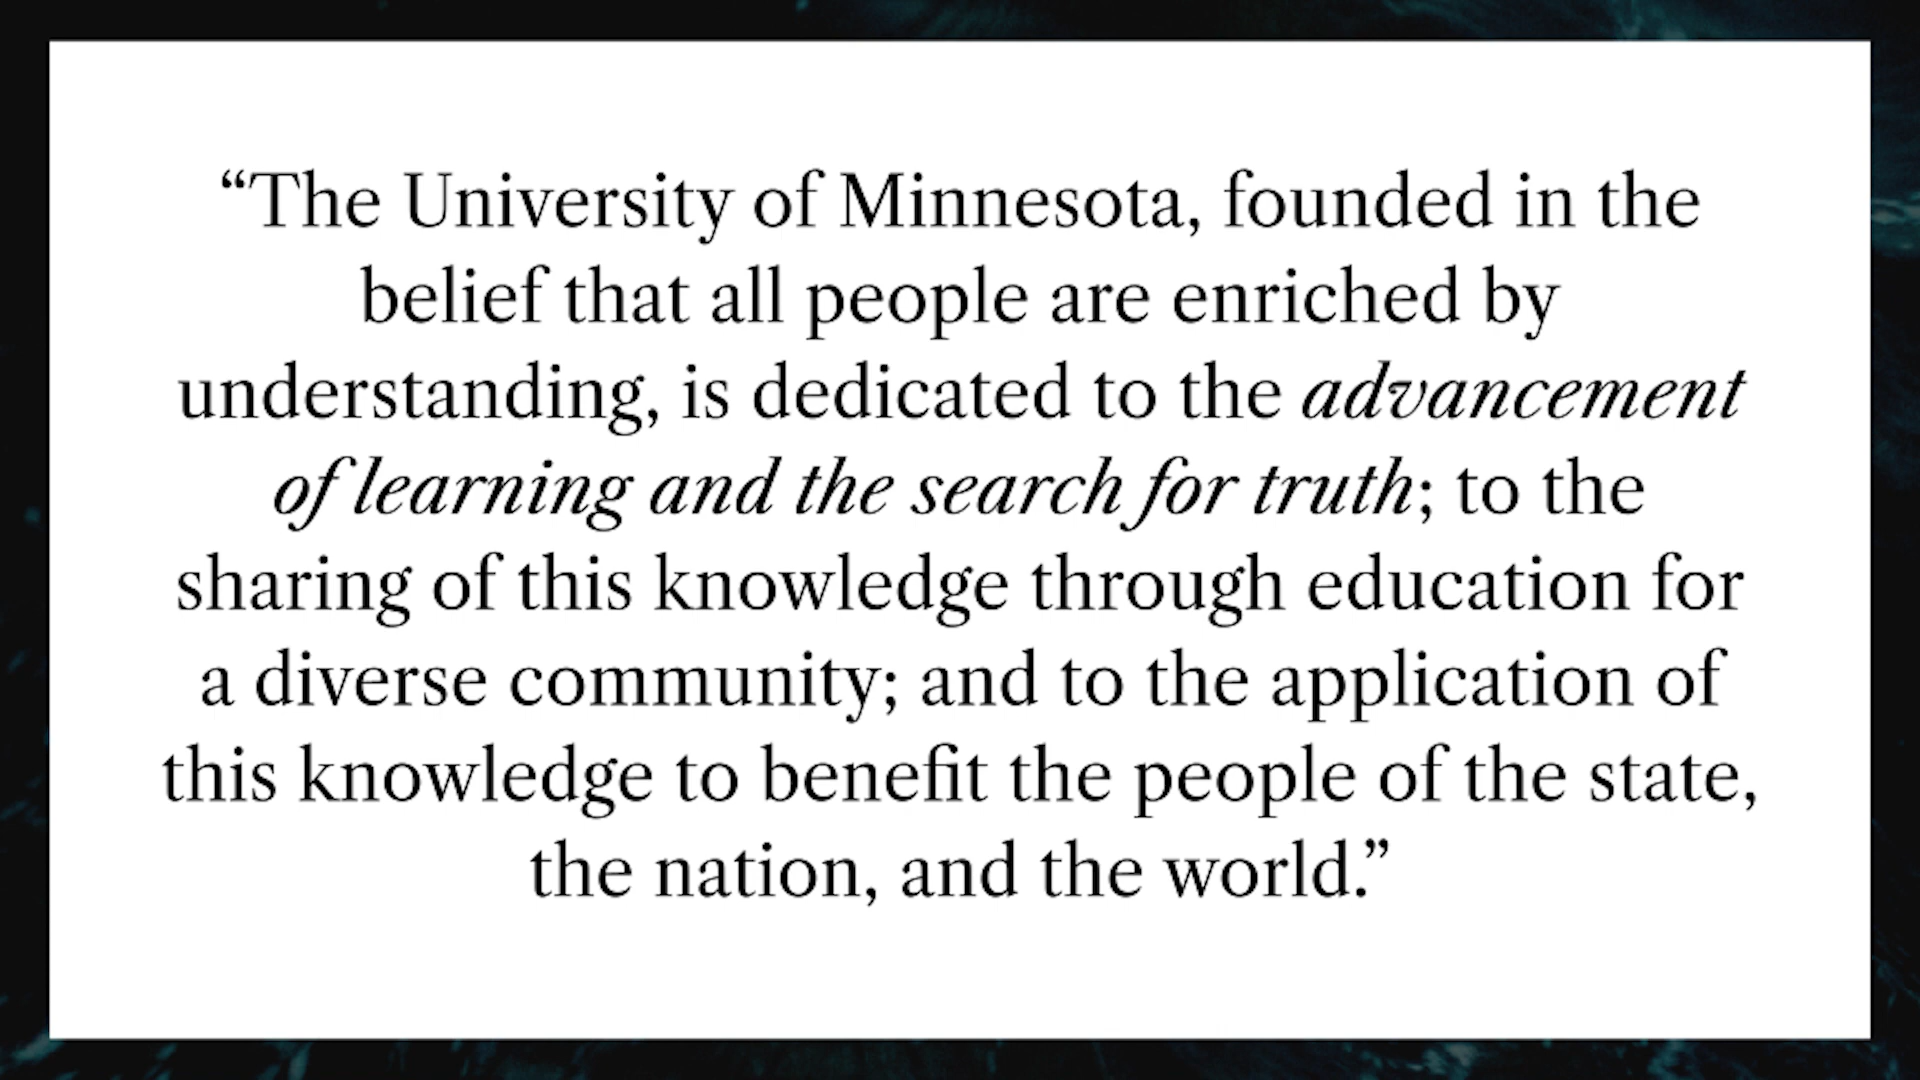 “The University of Minnesota, founded in the
belief that all people are enriched by
understanding, is dedicated to the advancement
of learning and the search for truth; to the
sharing of this knowledge through education for
a diverse community; and to the application of
this knowledge to benefit the people of the state,
the nation, and the world.”